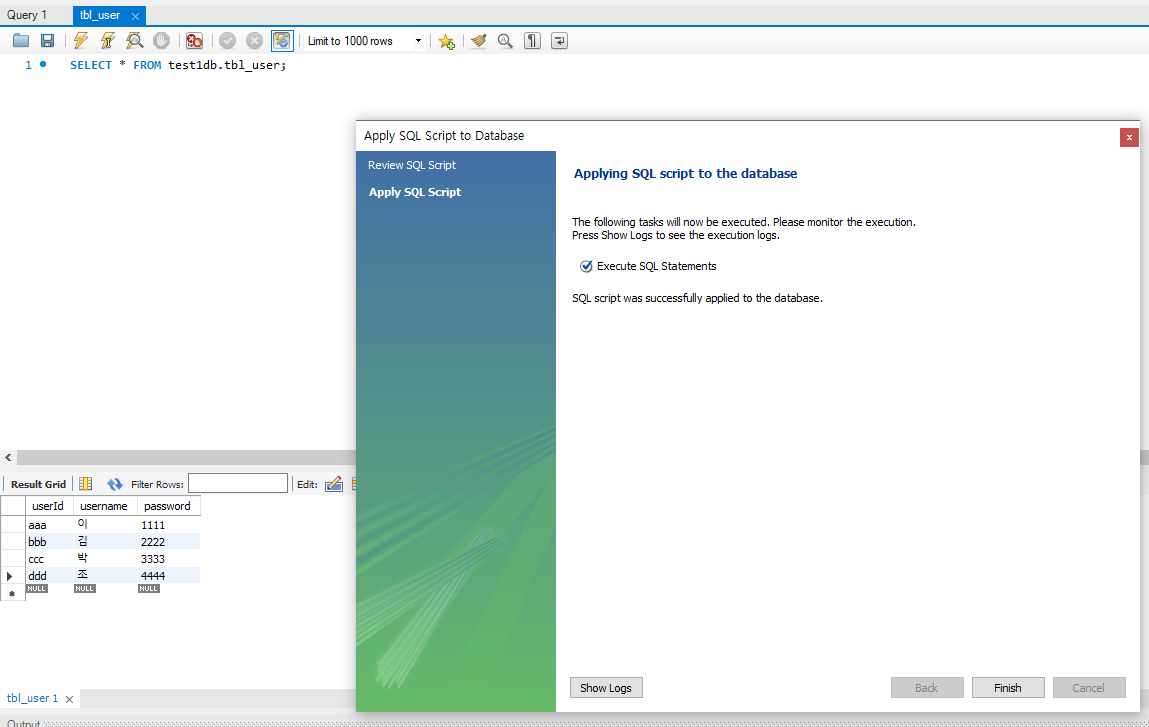 Query 1 tbl_user
Limit to 1000 rows
1 SELECT * FROM test1db.tbl_user;
Apply SQL Script to Database
Review SQL Script
Apply SQL Script
Applying SQL script to the database
The following tasks will now be executed. Please monitor the execution.
Press Show Logs to see the execution logs.
Execute SQL Statements
SQL script was successfully applied to the database.
Show Logs Back Finish Cancel
Result Grid Filter Rows: Edit:
userId username password
aaa 이 1111
bbb 김 2222
ccc 박 3333
ddd 조 4444
NULL NULL NULL
tbl_user 1
Output